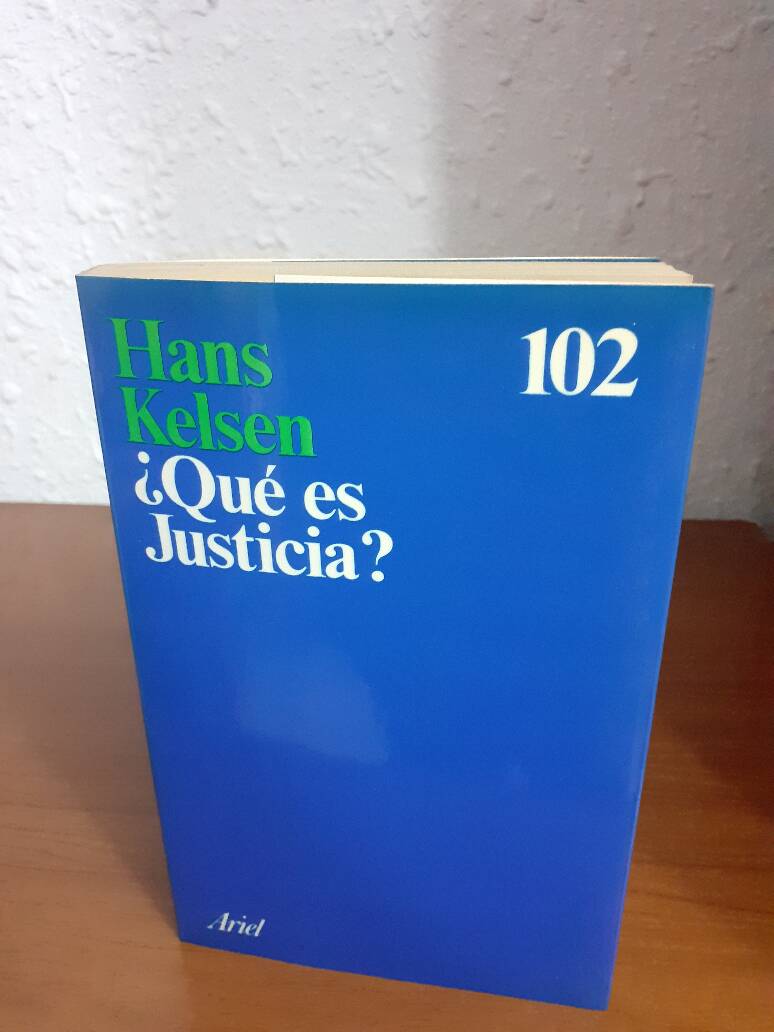 Hans
Kelsen
¿Qué es
Justicia?
102
Ariel